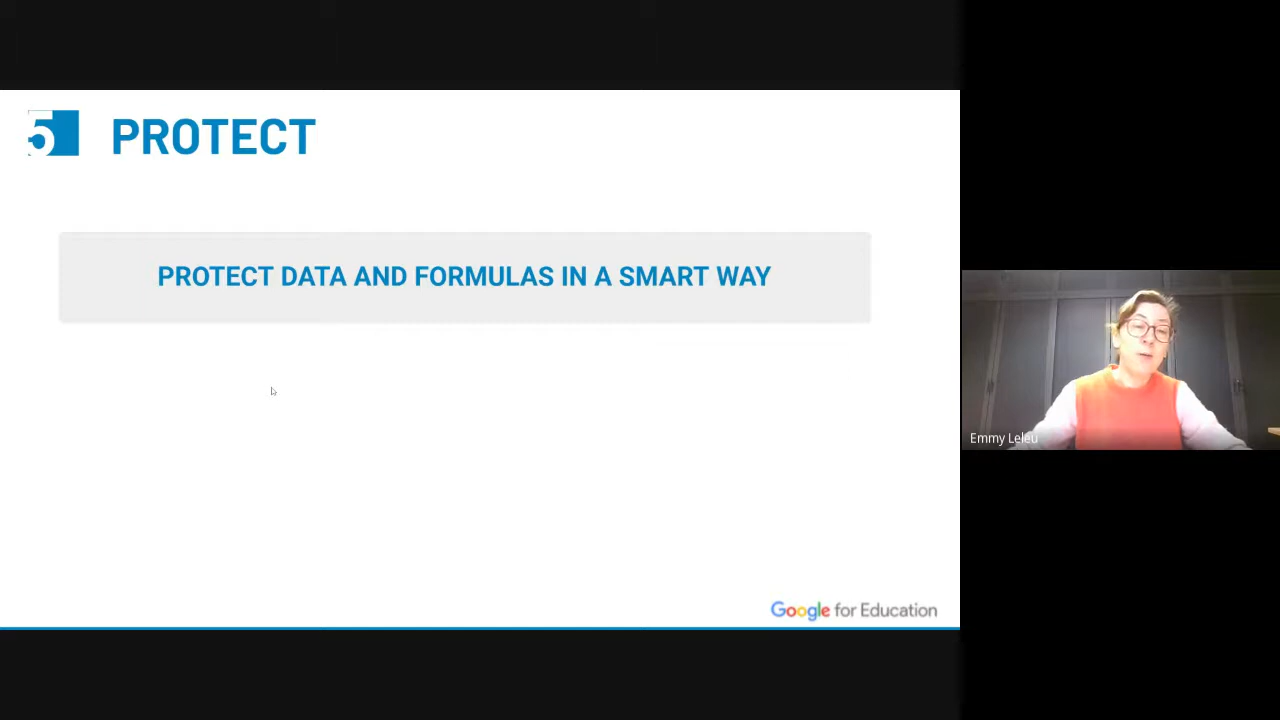 5 PROTECT
PROTECT DATA AND FORMULAS IN A SMART WAY
Emmy Leleu
Google for Education